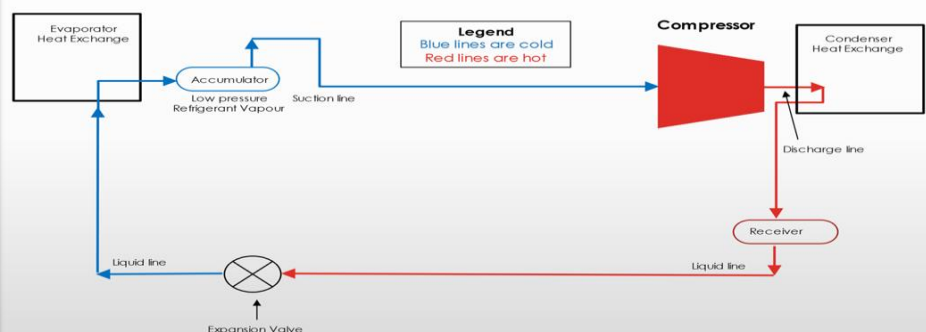 Evaporator
Heat Exchange
Accumulator
Low pressure
Refrigerant Vapour
Suction line
Legend
Blue lines are cold
Red lines are hot
Compressor
Condenser
Heat Exchange
Discharge line
Receiver
Liquid line
Liquid line
Expansion Valve